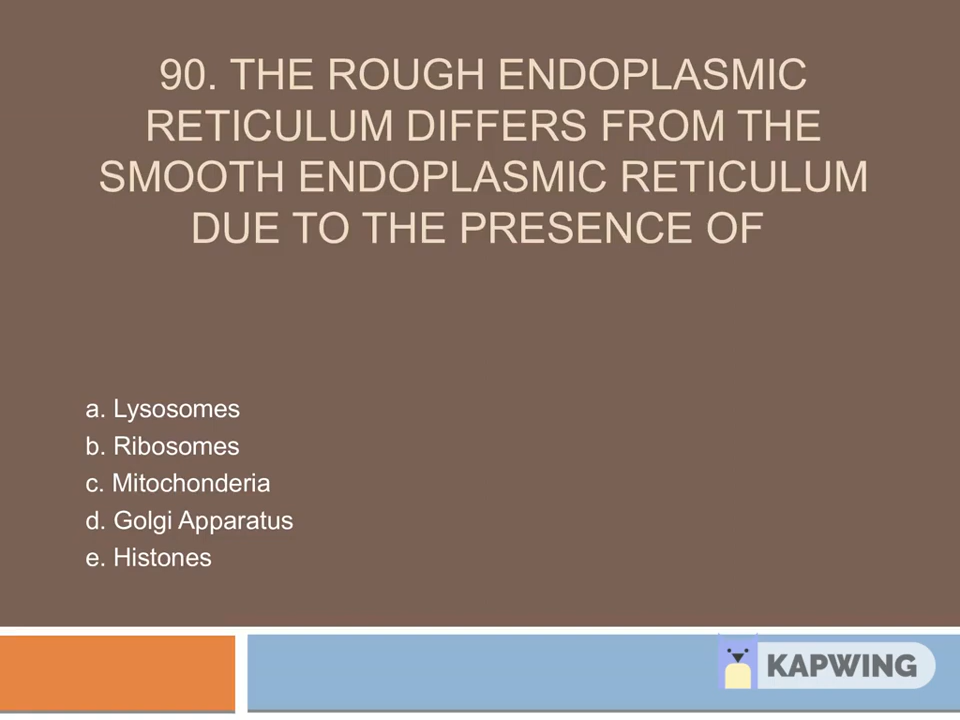 90. THE ROUGH ENDOPLASMIC
RETICULUM DIFFERS FROM THE
SMOOTH ENDOPLASMIC RETICULUM
DUE TO THE PRESENCE OF
a. Lysosomes
b. Ribosomes
c. Mitochonderia
d. Golgi Apparatus
e. Histones
KAPWING